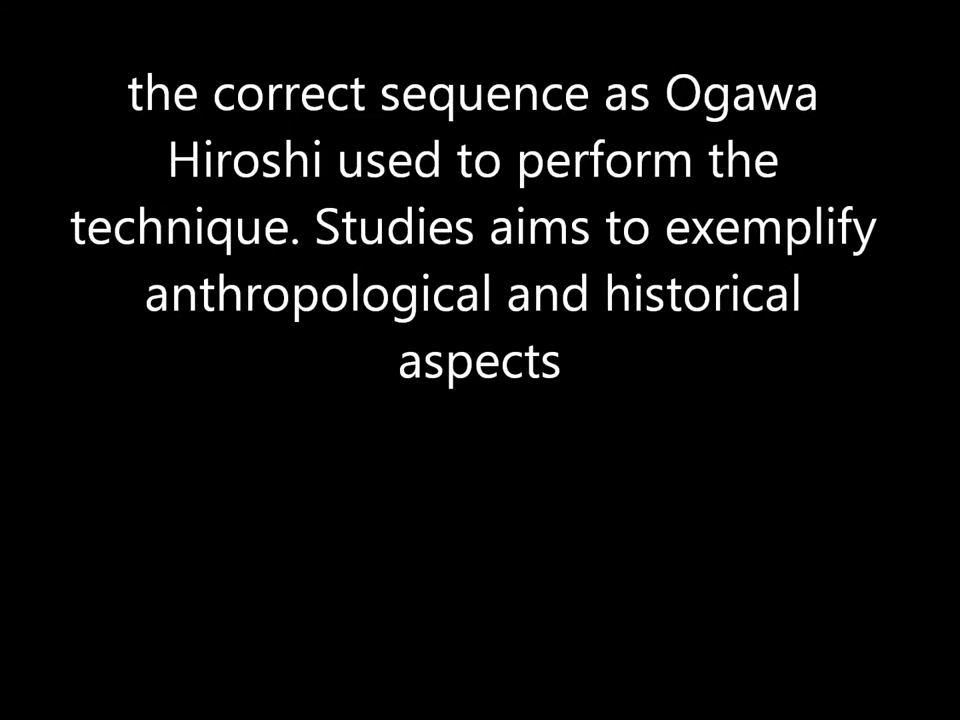 the correct sequence as Ogawa
Hiroshi used to perform the
technique. Studies aims to exemplify
anthropological and historical
aspects